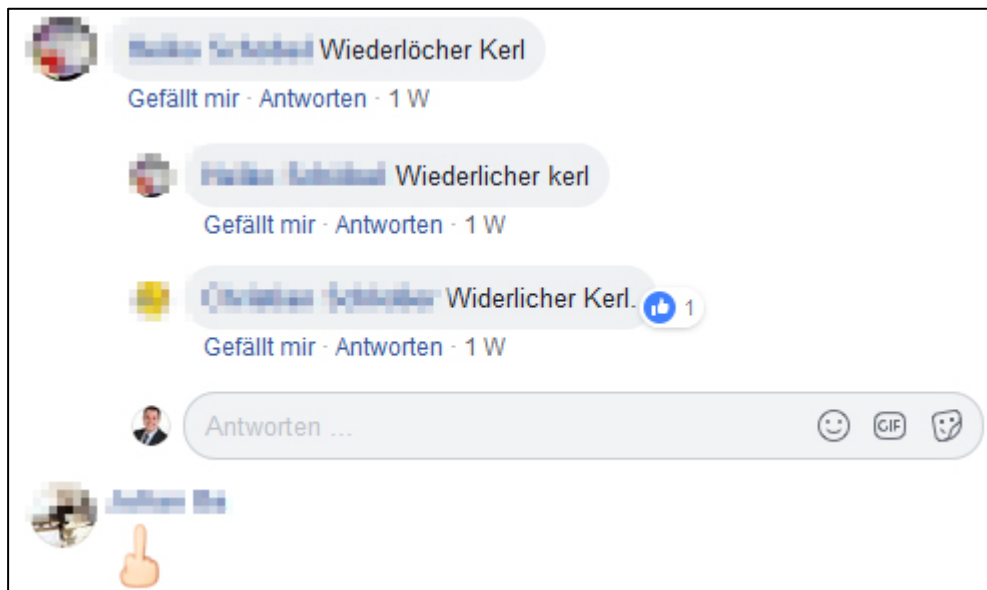 Wiederlöcher Kerl
Gefällt mir · Antworten · 1 W
Wiederlicher kerl
Gefällt mir · Antworten · 1 W
Widerlicher Kerl.
1
Gefällt mir · Antworten · 1 W
Antworten ...
GIF